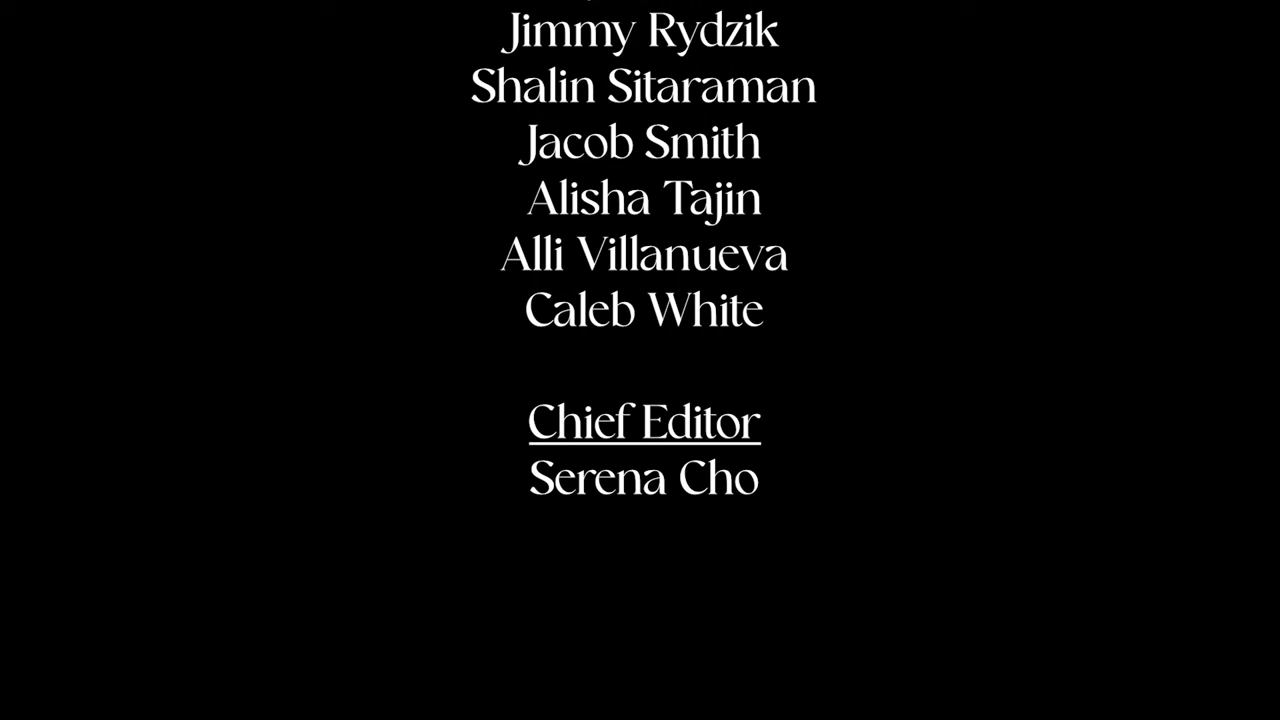 Jimmy Rydzik
Shalin Sitaraman
Jacob Smith
Alisha Tajin
Alli Villanueva
Caleb White
Chief Editor
Serena Cho